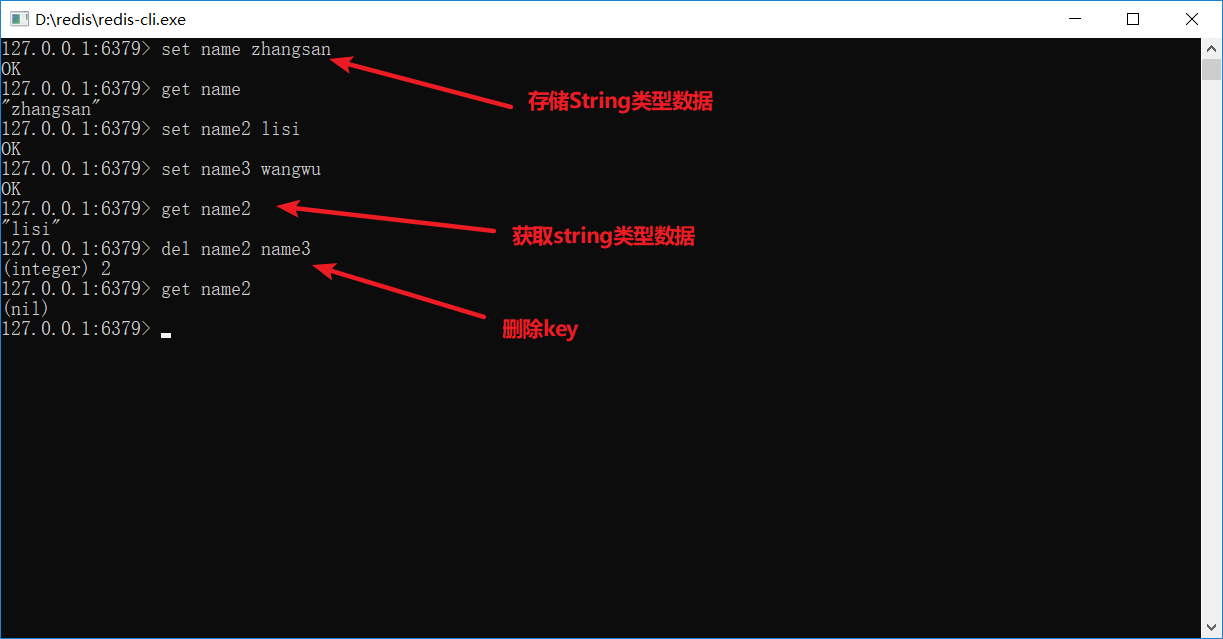 D:\redis\redis-cli.exe
127.0.0.1:6379> set name zhangsan
OK
127.0.0.1:6379> get name
"zhangsan"
存储String类型数据
127.0.0.1:6379> set name2 lisi
OK
127.0.0.1:6379> set name3 wangwu
OK
127.0.0.1:6379> get name2
"lisi"
获取string类型数据
127.0.0.1:6379> del name2 name3
(integer) 2
127.0.0.1:6379> get name2
(nil)
127.0.0.1:6379>
删除key